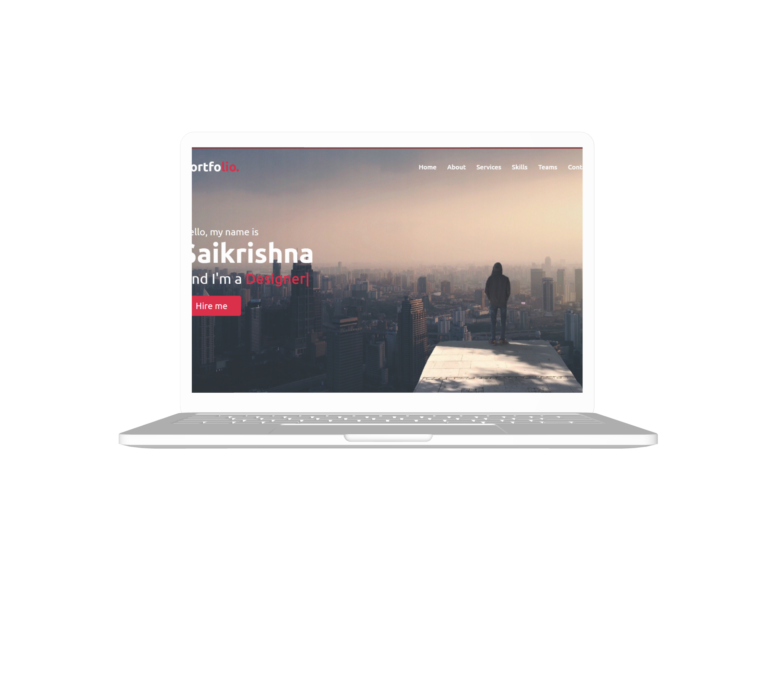 ortfolio.
Home About Services Skills Teams Cont
ello, my name is
Saikrishna
nd I'm a Designer|
Hire me